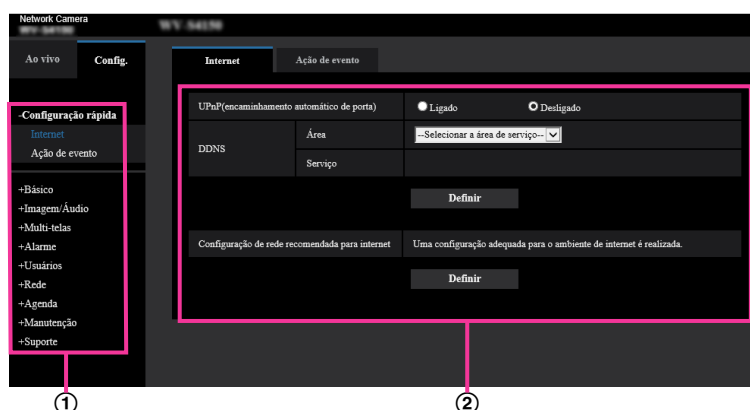 Network Camera
Ao vivo
Config.
-Configuração rápida
Internet
Ação de evento
+Básico
+Imagem/Áudio
+Multi-telas
+Alarme
+Usuários
+Rede
+Agenda
+Manutenção
+Suporte
Internet
Ação de evento
UPnP(encaminhamento automático de porta)
Ligado
Desligado
DDNS
Área
--Selecionar a área de serviço--
Serviço
Definir
Configuração de rede recomendada para internet
Uma configuração adequada para o ambiente de internet é realizada.
Definir
①
②